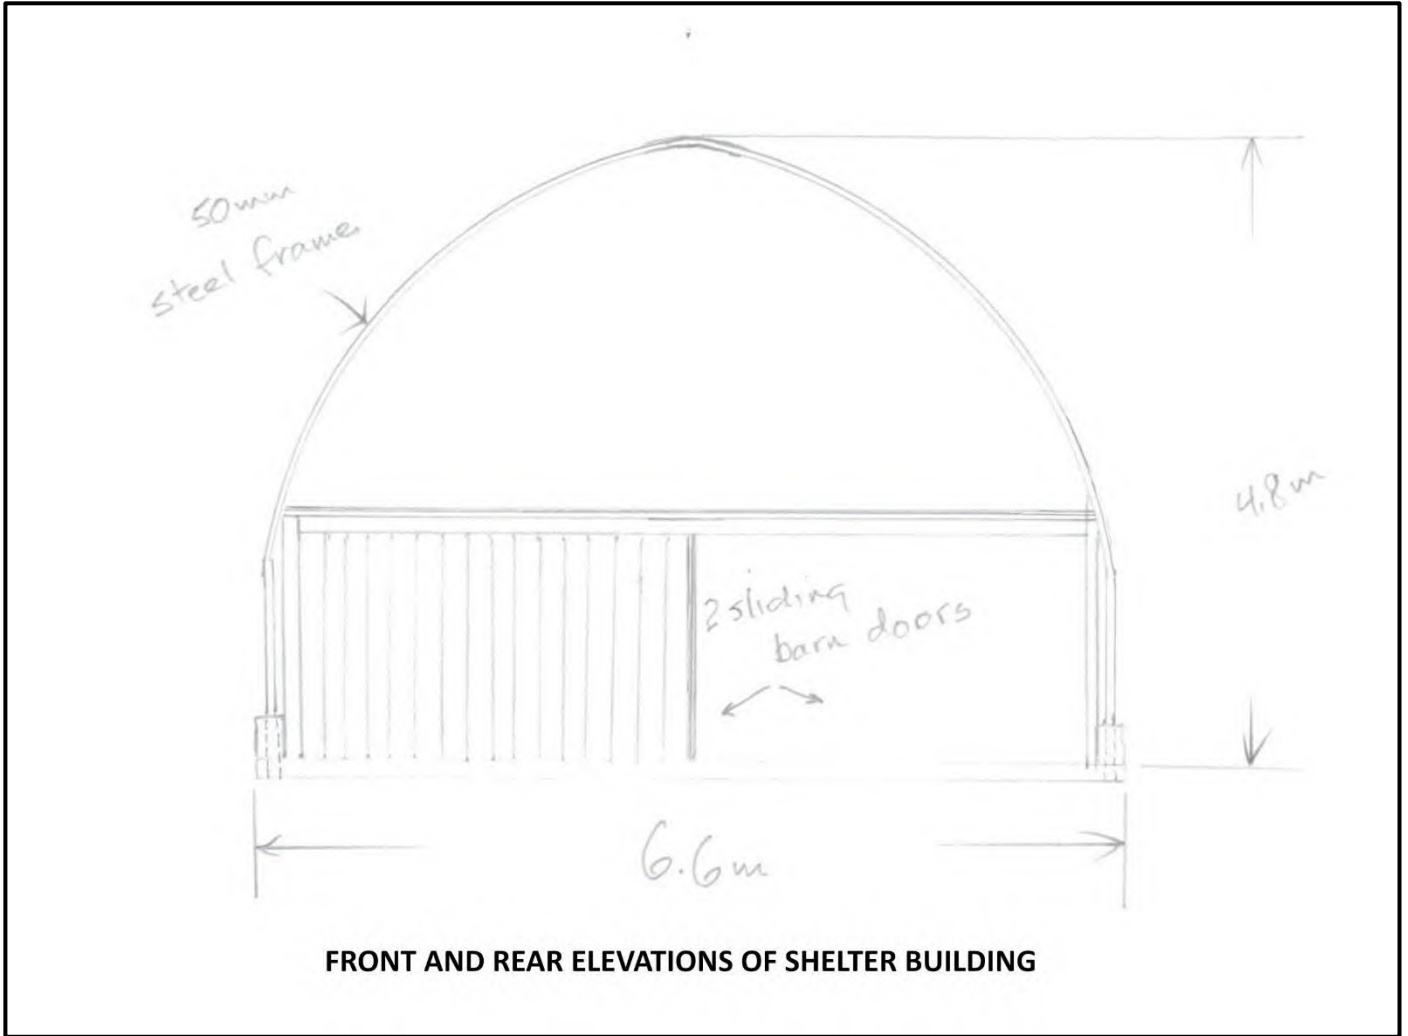 50mm
steel frame
4.8m
2 sliding
barn doors
6.6m
FRONT AND REAR ELEVATIONS OF SHELTER BUILDING